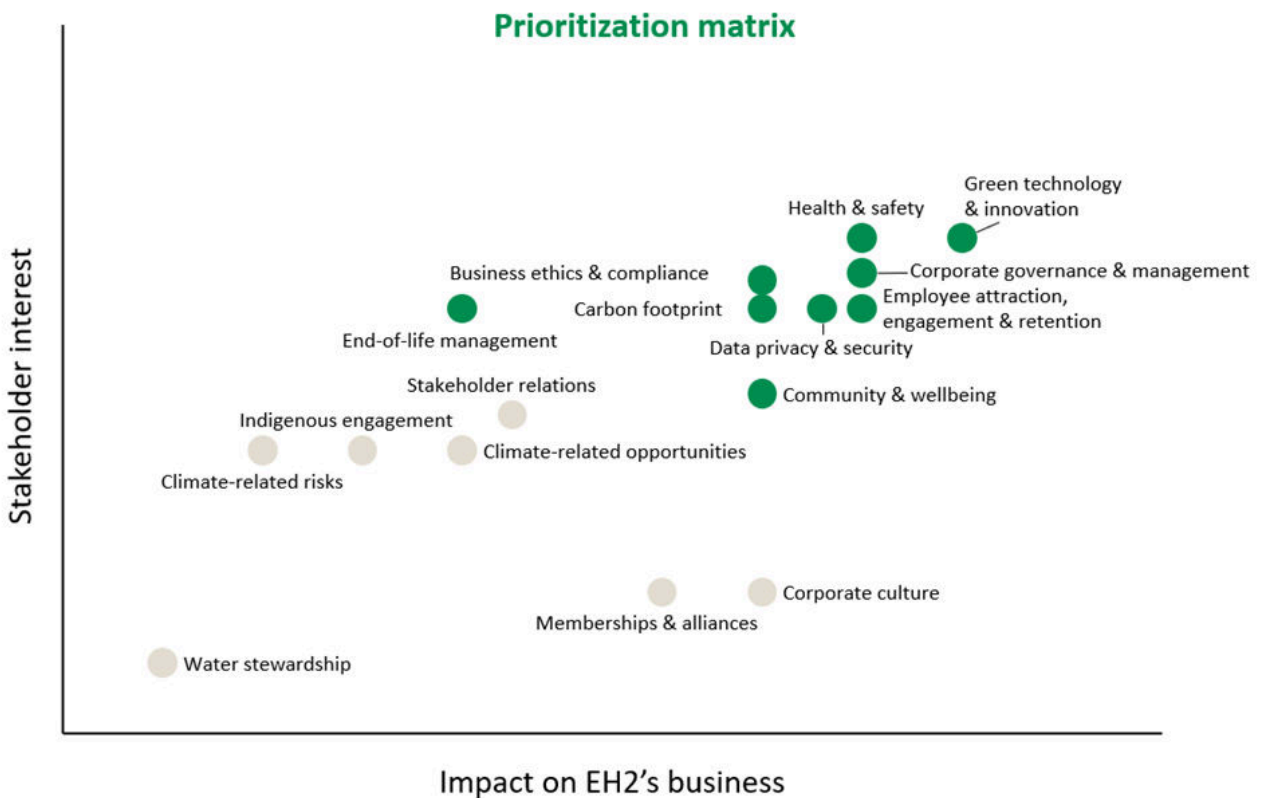 Prioritization matrix
Green technology
& innovation
Health & safety
Business ethics & compliance
Corporate governance & management
Carbon footprint
Employee attraction,
engagement & retention
End-of-life management
Data privacy & security
Stakeholder relations
Community & wellbeing
Indigenous engagement
Climate-related opportunities
Climate-related risks
Corporate culture
Memberships & alliances
Water stewardship
Stakeholder interest
Impact on EH2's business